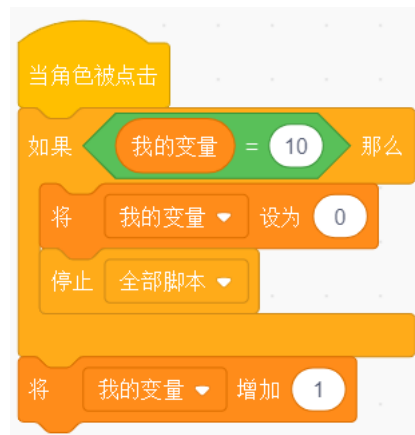 当角色被点击
如果 我的变量 = 10 那么
将 我的变量 设为 0
停止 全部脚本
将 我的变量 增加 1